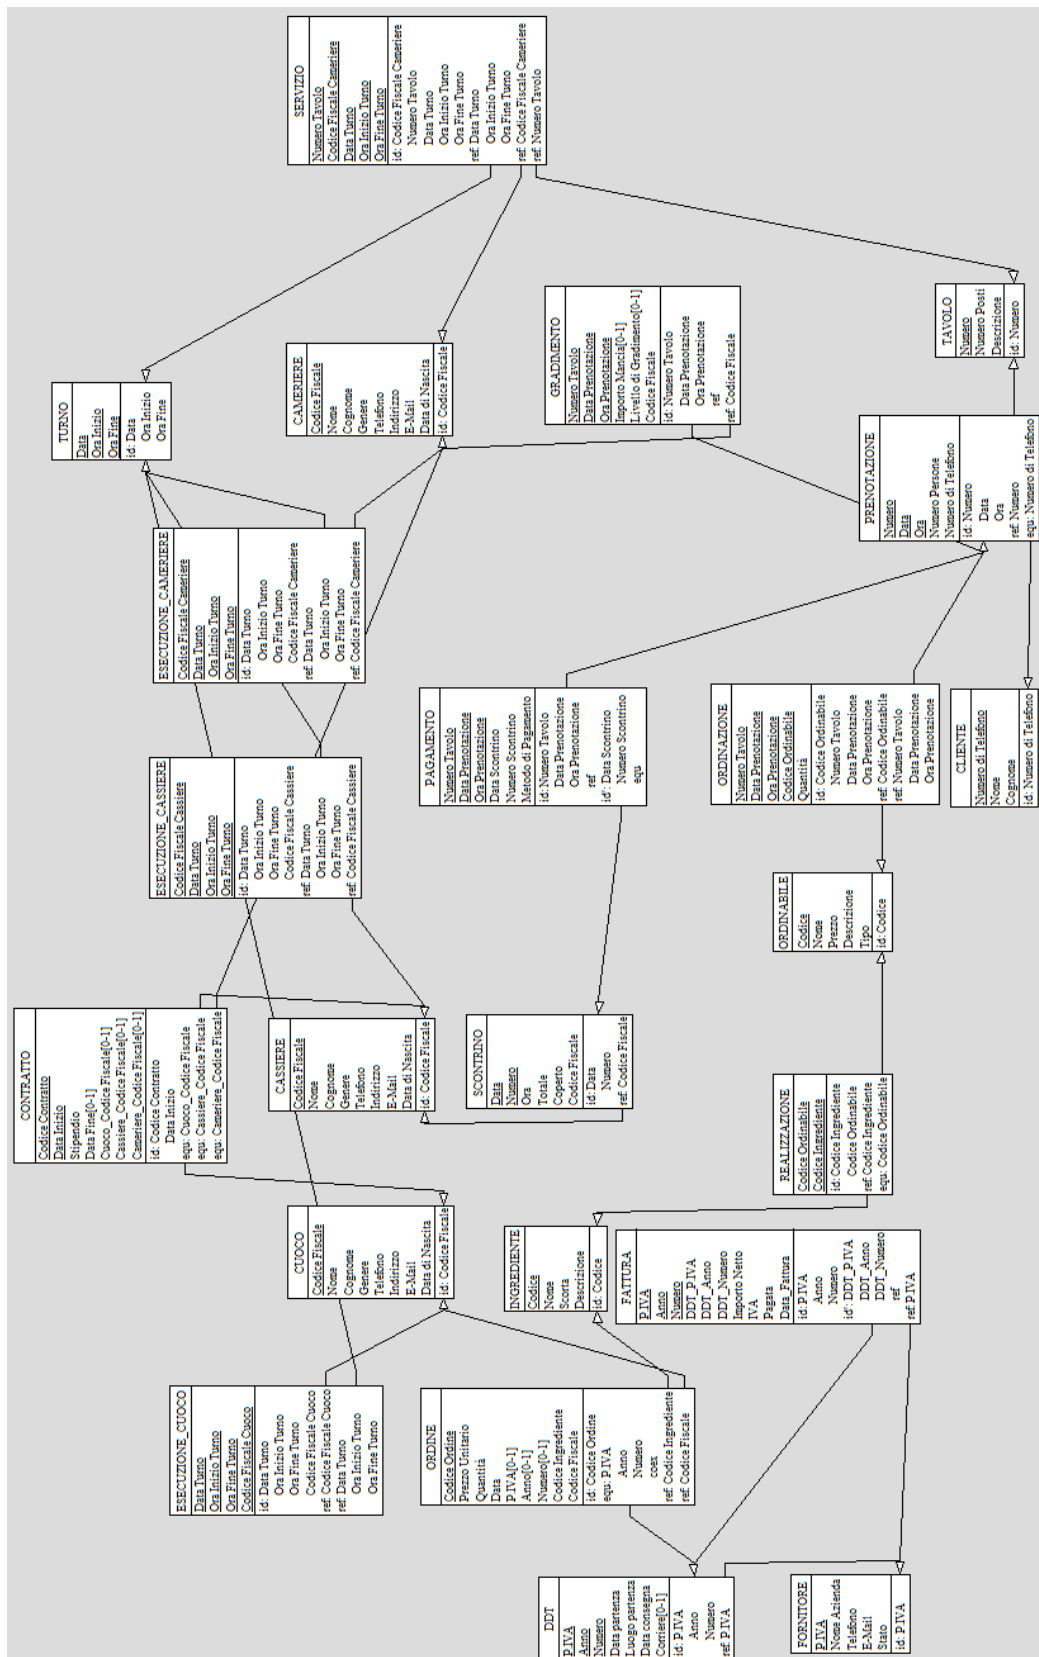 SERVIZIO
Numero Tavolo
Codice Fiscale Cameriere
Data Turno
Ora Inizio Turno
Ora Fine Turno
id: Codice Fiscale Cameriere
Numero Tavolo
Data Turno
Ora Inizio Turno
Ora Fine Turno
ref: Data Turno
Ora Inizio Turno
Ora Fine Turno
ref: Codice Fiscale Cameriere
ref: Numero Tavolo
TURNO
Data
Ora Inizio
Ora Fine
id: Data
Ora Inizio
Ora Fine
CAMERIERE
Codice Fiscale
Nome
Cognome
Genere
Telefono
Indirizzo
E-Mail
Data di Nascita
id: Codice Fiscale
GRADIMENTO
Numero Tavolo
Data Prenotazione
Ora Prenotazione
Importo Mancia[0-1]
Livello di Gradimento[0-1]
Codice Fiscale
id: Numero Tavolo
Data Prenotazione
Ora Prenotazione
ref
ref: Codice Fiscale
TAVOLO
Numero
Numero Posti
Descrizione
id: Numero
ESECUZIONE_CAMERIERE
Codice Fiscale Cameriere
Data Turno
Ora Inizio Turno
Ora Fine Turno
id: Data Turno
Ora Inizio Turno
Ora Fine Turno
Codice Fiscale Cameriere
ref: Data Turno
Ora Inizio Turno
Ora Fine Turno
ref: Codice Fiscale Cameriere
PRENOTAZIONE
Numero
Data
Ora
Numero Persone
Numero di Telefono
id: Numero
Data
Ora
ref: Numero
equ: Numero di Telefono
ESECUZIONE_CASSIERE
Codice Fiscale Cassiere
Data Turno
Ora Inizio Turno
Ora Fine Turno
id: Data Turno
Ora Inizio Turno
Ora Fine Turno
Codice Fiscale Cassiere
ref: Data Turno
Ora Inizio Turno
Ora Fine Turno
ref: Codice Fiscale Cassiere
PAGAMENTO
Numero Tavolo
Data Prenotazione
Ora Prenotazione
Data Scontrino
Numero Scontrino
Metodo di Pagamento
id: Numero Tavolo
Data Prenotazione
Ora Prenotazione
ref
id': Data Scontrino
Numero Scontrino
equ
ORDINAZIONE
Numero Tavolo
Data Prenotazione
Ora Prenotazione
Codice Ordinabile
Quantità
id: Codice Ordinabile
Numero Tavolo
Data Prenotazione
Ora Prenotazione
ref: Codice Ordinabile
ref: Numero Tavolo
Data Prenotazione
Ora Prenotazione
CLIENTE
Numero di Telefono
Nome
Cognome
id: Numero di Telefono
ORDINABILE
Codice
Nome
Prezzo
Descrizione
Tipo
id: Codice
CONTRATTO
Codice Contratto
Data Inizio
Stipendio
Data Fine[0-1]
Cuoco_Codice Fiscale[0-1]
Cassiere_Codice Fiscale[0-1]
Cameriere_Codice Fiscale[0-1]
id: Codice Contratto
Data Inizio
equ: Cuoco_Codice Fiscale
equ: Cassiere_Codice Fiscale
equ: Cameriere_Codice Fiscale
CASSIERE
Codice Fiscale
Nome
Cognome
Genere
Telefono
Indirizzo
E-Mail
Data di Nascita
id: Codice Fiscale
SCONTRINO
Data
Numero
Ora
Totale
Coperto
Codice Fiscale
id: Data
Numero
ref: Codice Fiscale
REALIZZAZIONE
Codice Ordinabile
Codice Ingrediente
id: Codice Ingrediente
Codice Ordinabile
ref: Codice Ingrediente
equ: Codice Ordinabile
CUOCO
Codice Fiscale
Nome
Cognome
Genere
Telefono
Indirizzo
E-Mail
Data di Nascita
id: Codice Fiscale
INGREDIENTE
Codice
Nome
Scorta
Descrizione
id: Codice
FATTURA
P.IVA
Anno
Numero
DDT_P.IVA
DDT_Anno
DDT_Numero
Importo Netto
IVA
Pagata
Data_Fattura
id: P.IVA
Anno
Numero
id': DDT_P.IVA
DDT_Anno
DDT_Numero
ref
ref: P.IVA
ESECUZIONE_CUOCO
Data Turno
Ora Inizio Turno
Ora Fine Turno
Codice Fiscale Cuoco
id: Data Turno
Ora Inizio Turno
Ora Fine Turno
Codice Fiscale Cuoco
ref: Codice Fiscale Cuoco
ref: Data Turno
Ora Inizio Turno
Ora Fine Turno
ORDINE
Codice Ordine
Prezzo Unitario
Quantità
Data
P.IVA[0-1]
Anno[0-1]
Numero[0-1]
Codice Ingrediente
Codice Fiscale
id: Codice Ordine
equ: P.IVA
Anno
Numero
coex
ref: Codice Ingrediente
ref: Codice Fiscale
DDT
P.IVA
Anno
Numero
Data partenza
Luogo partenza
Data consegna
Corriere[0-1]
id: P.IVA
Anno
Numero
ref: P.IVA
FORNITORE
P.IVA
Nome Azienda
Telefono
E-Mail
Stato
id: P.IVA